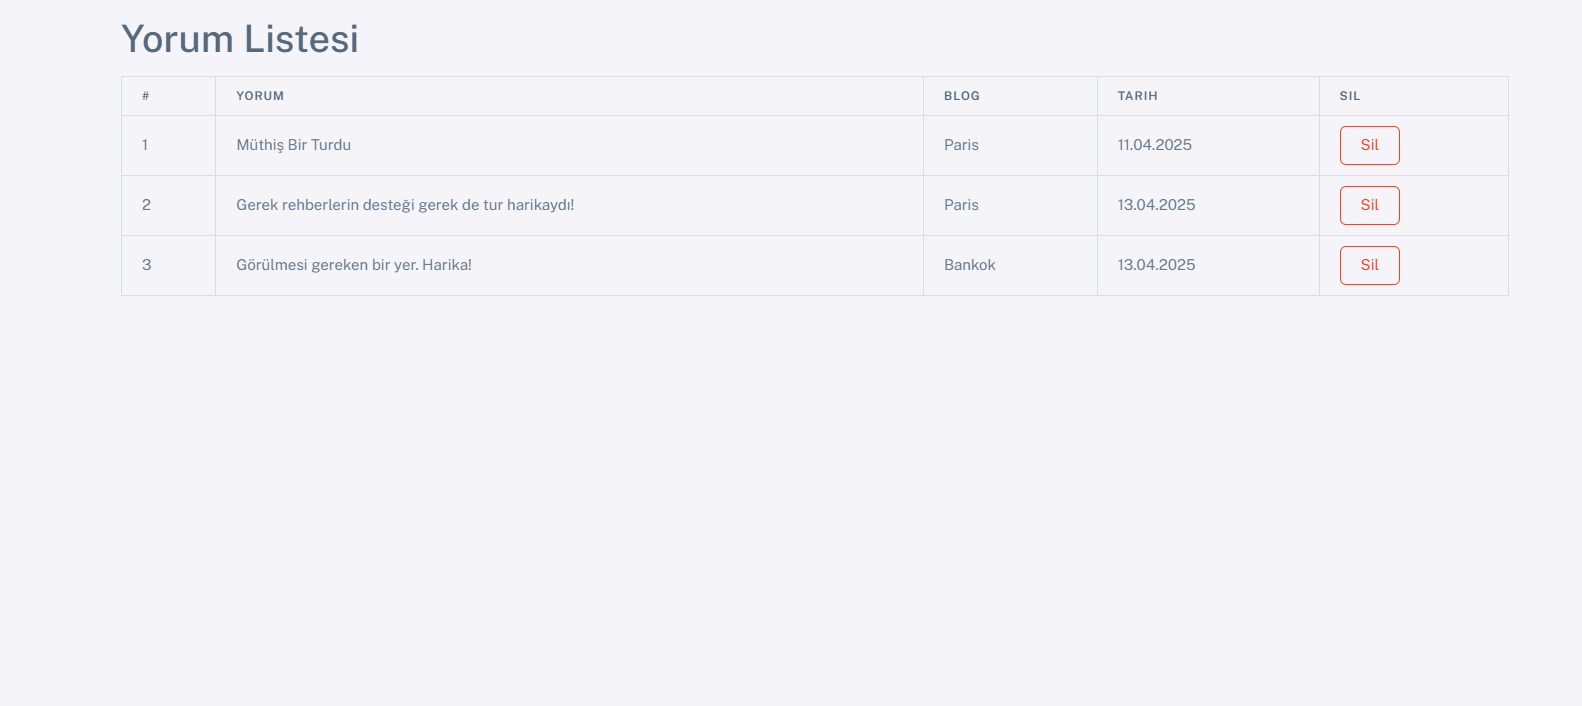 Yorum Listesi
# YORUM BLOG TARIH SIL
1 Müthiş Bir Turdu Paris 11.04.2025 Sil
2 Gerek rehberlerin desteği gerek de tur harikaydı! Paris 13.04.2025 Sil
3 Görülmesi gereken bir yer. Harika! Bankok 13.04.2025 Sil